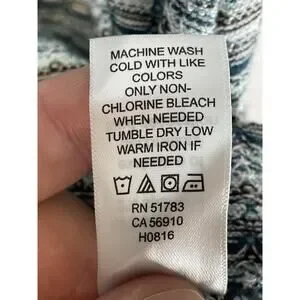 MACHINE WASH
COLD WITH LIKE
COLORS
ONLY NON-
CHLORINE BLEACH
WHEN NEEDED
TUMBLE DRY LOW
WARM IRON IF
NEEDED
RN 51783
CA 56910
H0816